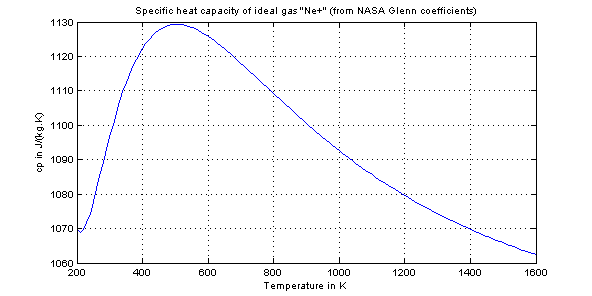 Specific heat capacity of ideal gas "Ne+" (from NASA Glenn coefficients)
1130
1120
1110
1100
1090
1080
1070
1060
cp in J/(kg.K)
200 400 600 800 1000 1200 1400 1600
Temperature in K